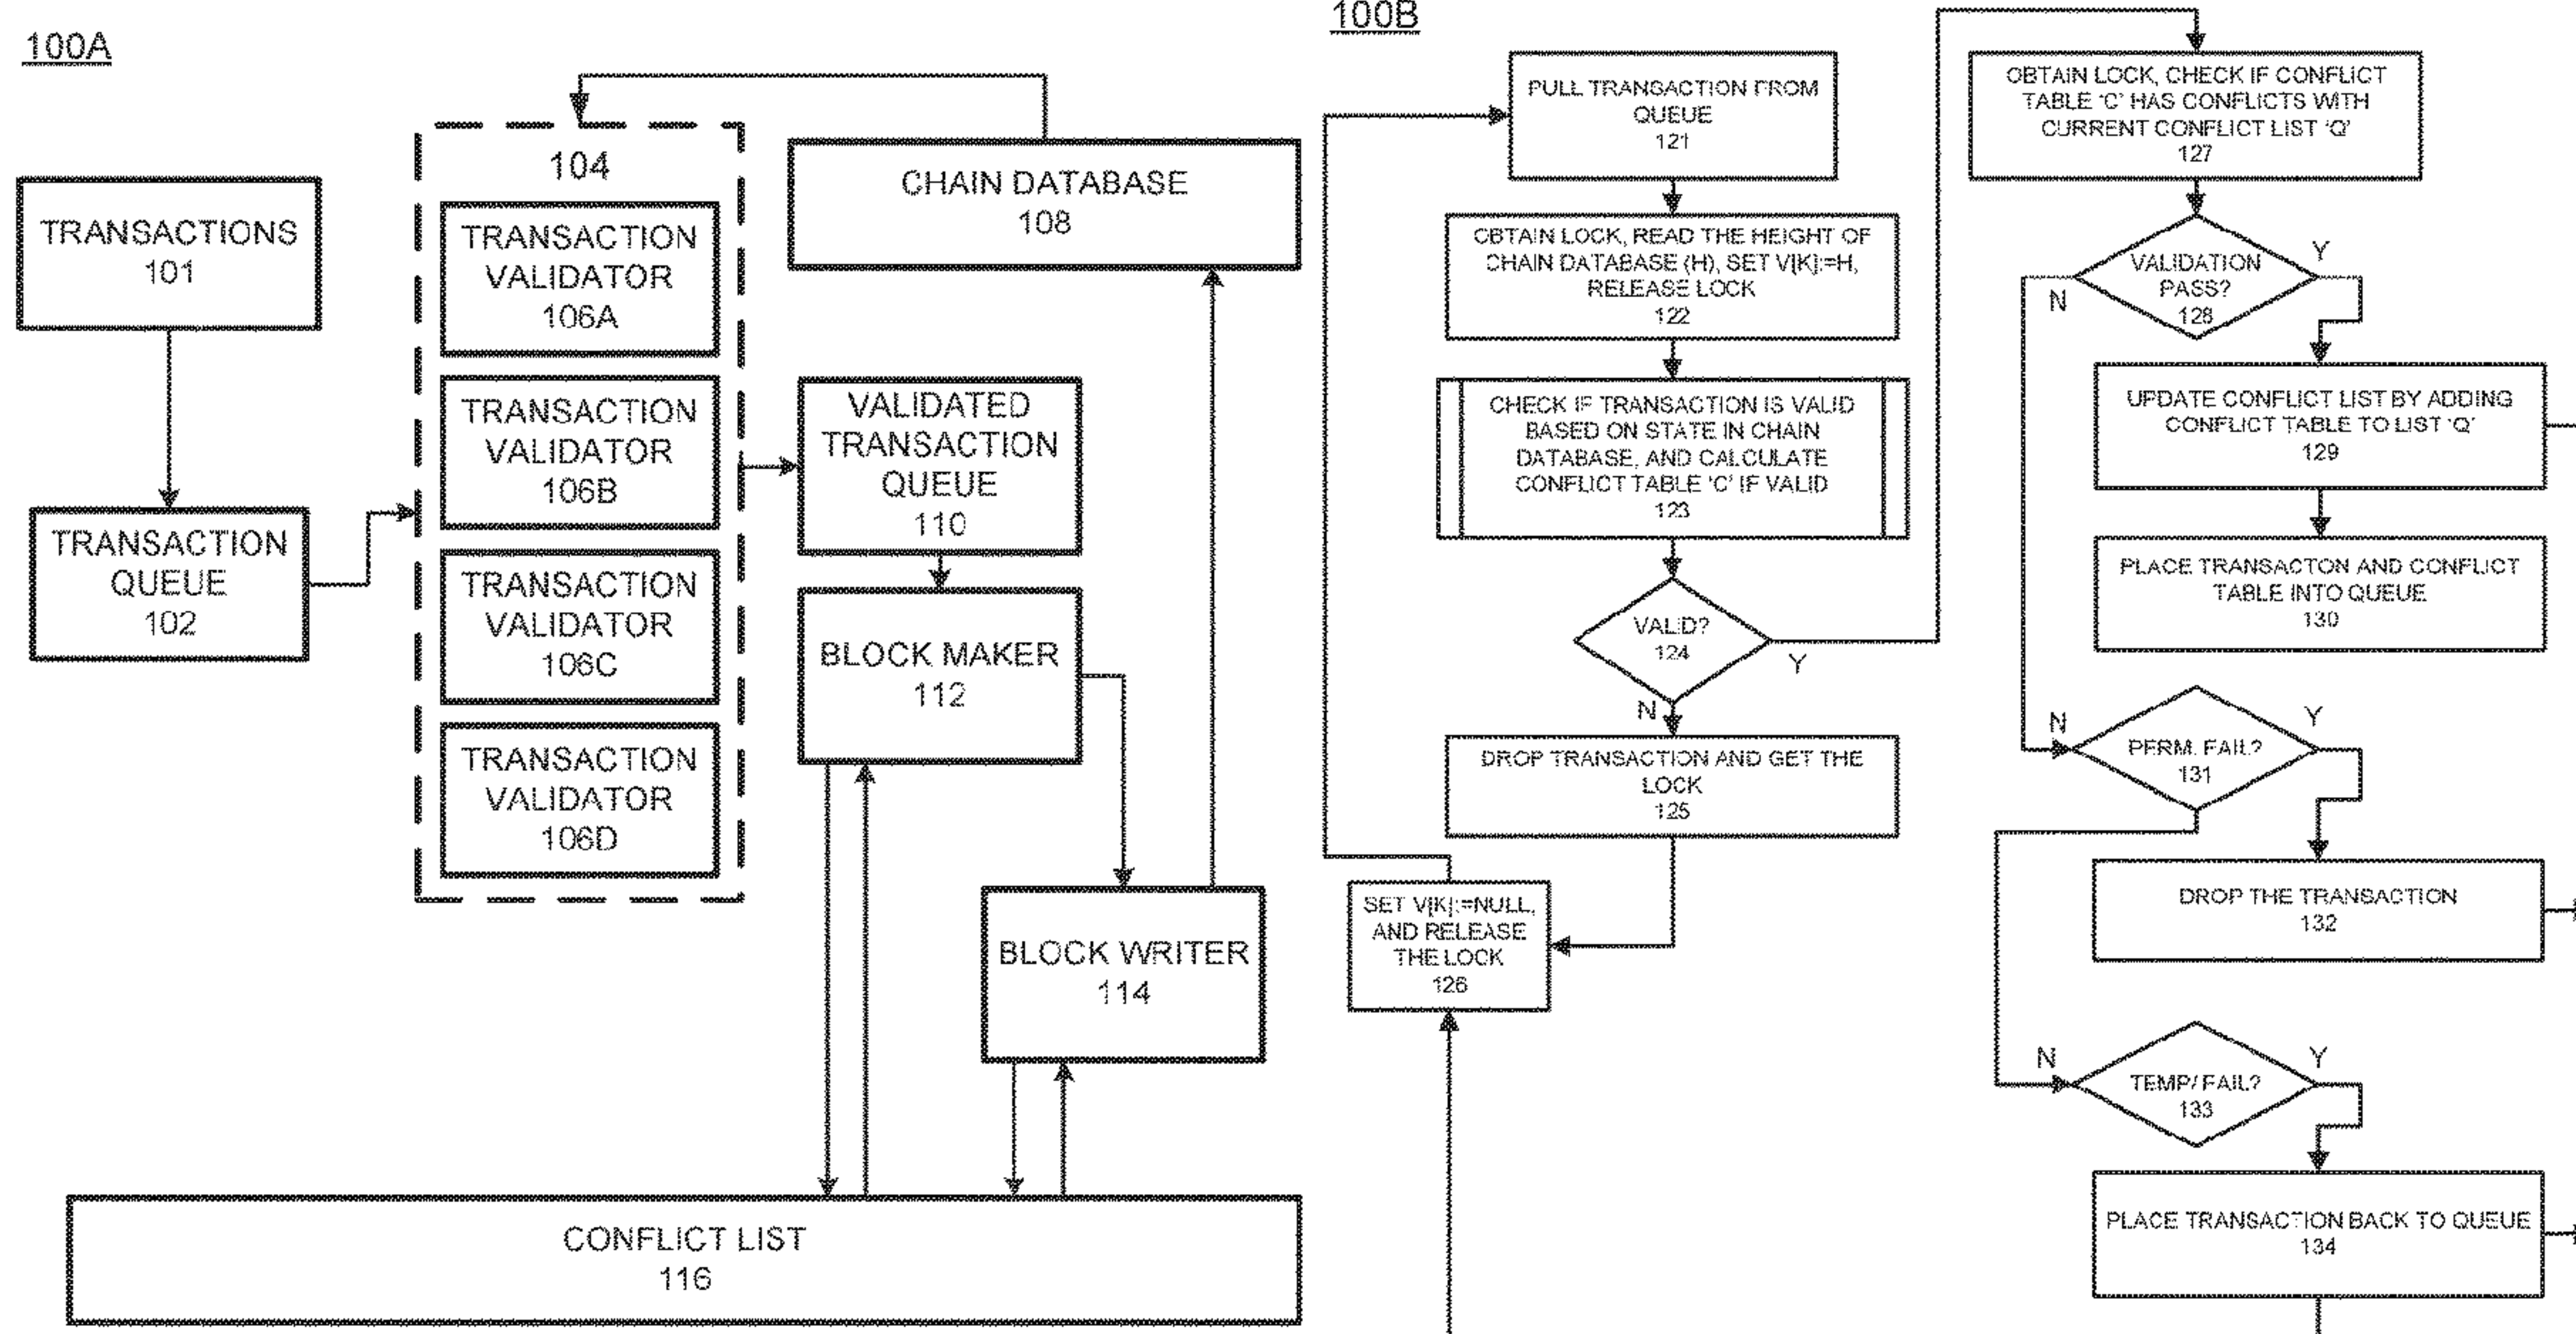 100A
TRANSACTIONS
101
TRANSACTION
QUEUE
102
104
TRANSACTION
VALIDATOR
106A
TRANSACTION
VALIDATOR
106B
TRANSACTION
VALIDATOR
106C
TRANSACTION
VALIDATOR
106D
CHAIN DATABASE
108
VALIDATED
TRANSACTION
QUEUE
110
BLOCK MAKER
112
BLOCK WRITER
114
CONFLICT LIST
116
100B
PULL TRANSACTION FROM
QUEUE
121
OBTAIN LOCK, READ THE HEIGHT OF
CHAIN DATABASE (H), SET V[K]:=H,
RELEASE LOCK
122
CHECK IF TRANSACTION IS VALID
BASED ON STATE IN CHAIN
DATABASE, AND CALCULATE
CONFLICT TABLE 'C' IF VALID
123
VALID?
124
Y
N
DROP TRANSACTION AND GET THE
LOCK
125
SET V[K]:=NULL,
AND RELEASE
THE LOCK
126
OBTAIN LOCK, CHECK IF CONFLICT
TABLE 'C' HAS CONFLICTS WITH
CURRENT CONFLICT LIST 'Q'
127
VALIDATION
PASS?
128
Y
N
UPDATE CONFLICT LIST BY ADDING
CONFLICT TABLE TO LIST 'Q'
129
PLACE TRANSACTON AND CONFLICT
TABLE INTO QUEUE
130
N
PERM. FAIL?
131
Y
DROP THE TRANSACTION
132
N
TEMP/ FAIL?
133
Y
PLACE TRANSACTION BACK TO QUEUE
134